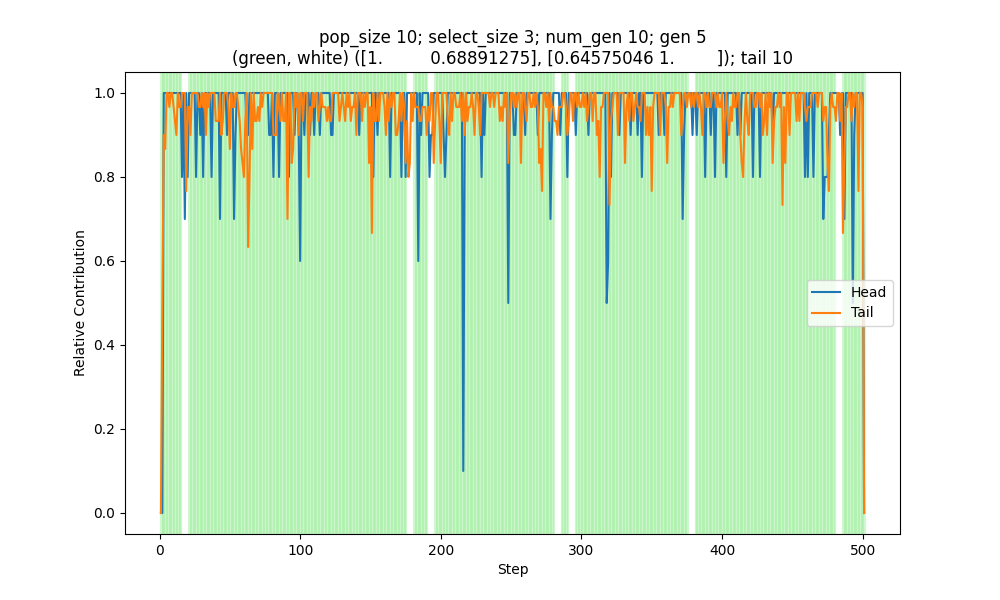 pop_size 10; select_size 3; num_gen 10; gen 5
(green, white) ([1. 0.68891275], [0.64575046 1. ]); tail 10
Relative Contribution
1.0
0.8
0.6
0.4
0.2
0.0
Head
Tail
0 100 200 300 400 500
Step